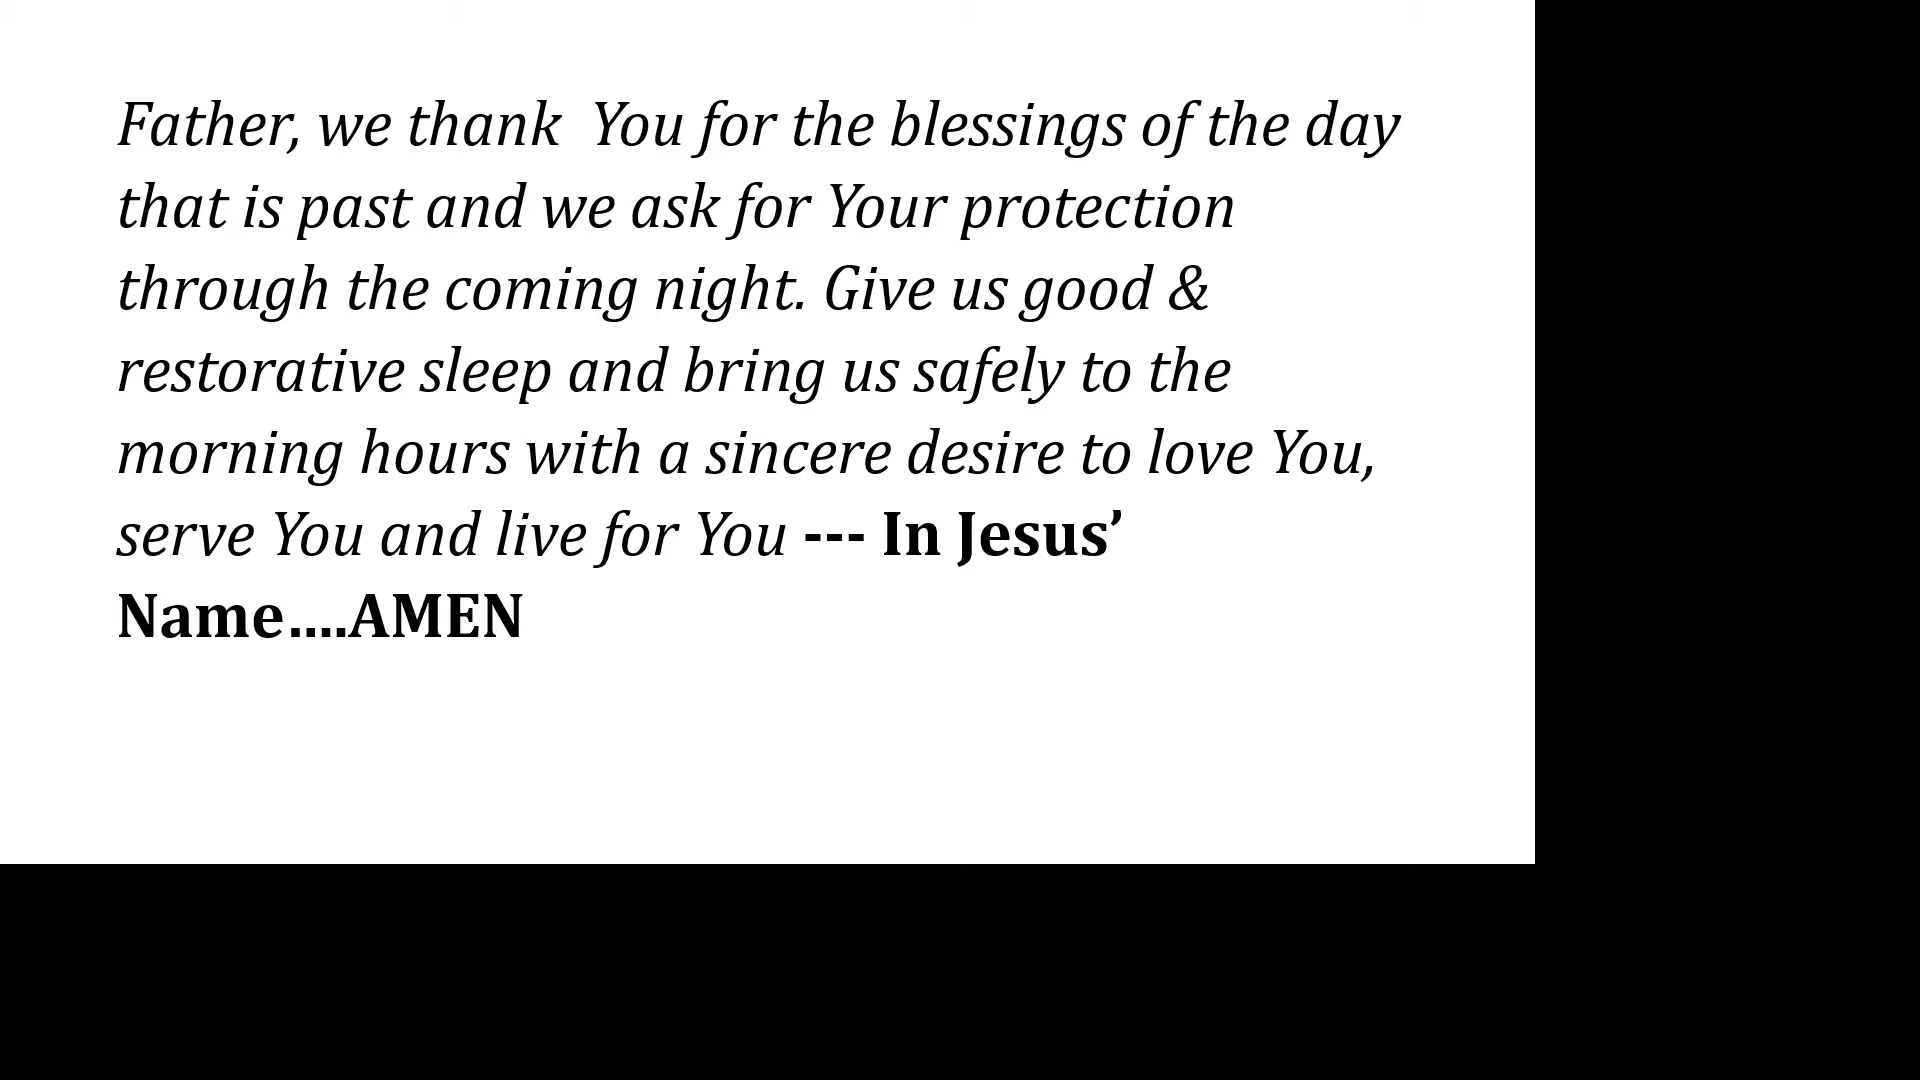 Father, we thank  You for the blessings of the day
that is past and we ask for Your protection
through the coming night. Give us good &
restorative sleep and bring us safely to the
morning hours with a sincere desire to love You,
serve You and live for You --- In Jesus’
Name….AMEN